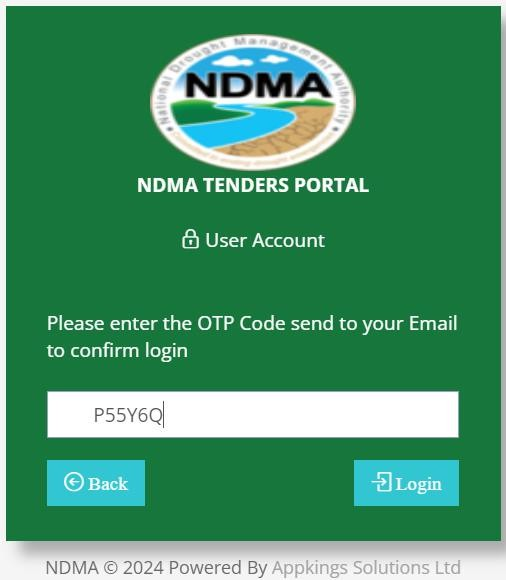 National Drought Management Authority
NDMA
NDMA TENDERS PORTAL
User Account
Please enter the OTP Code send to your Email
to confirm login
P55Y6Q
Back
Login
NDMA © 2024 Powered By Appkings Solutions Ltd